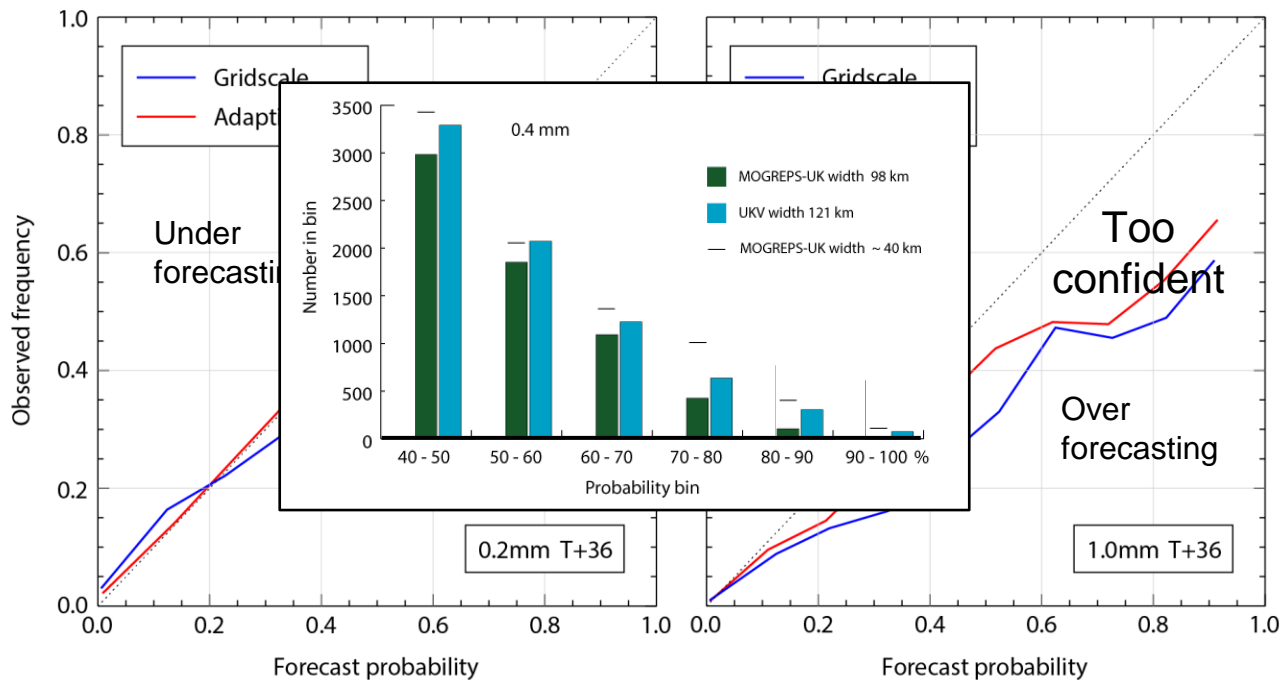 1.0
0.8
0.6
0.4
0.2
0.0
Observed frequency
Gridscale
Under
0.2mm T+36
0.0
0.2
0.4
0.6
0.8
1.0
Forecast probability
3500
3000
2500
2000
1500
1000
500
0
Number in bin
0.4 mm
MOGREPS-UK width 98 km
UKV width 121 km
MOGREPS-UK width ~ 40 km
40 - 50
50 - 60
60 - 70
70 - 80
80 - 90
90 - 100 %
Probability bin
Gridscale
Too
confident
Over
forecasting
1.0mm T+36
0.0
0.2
0.4
0.6
0.8
1.0
Forecast probability